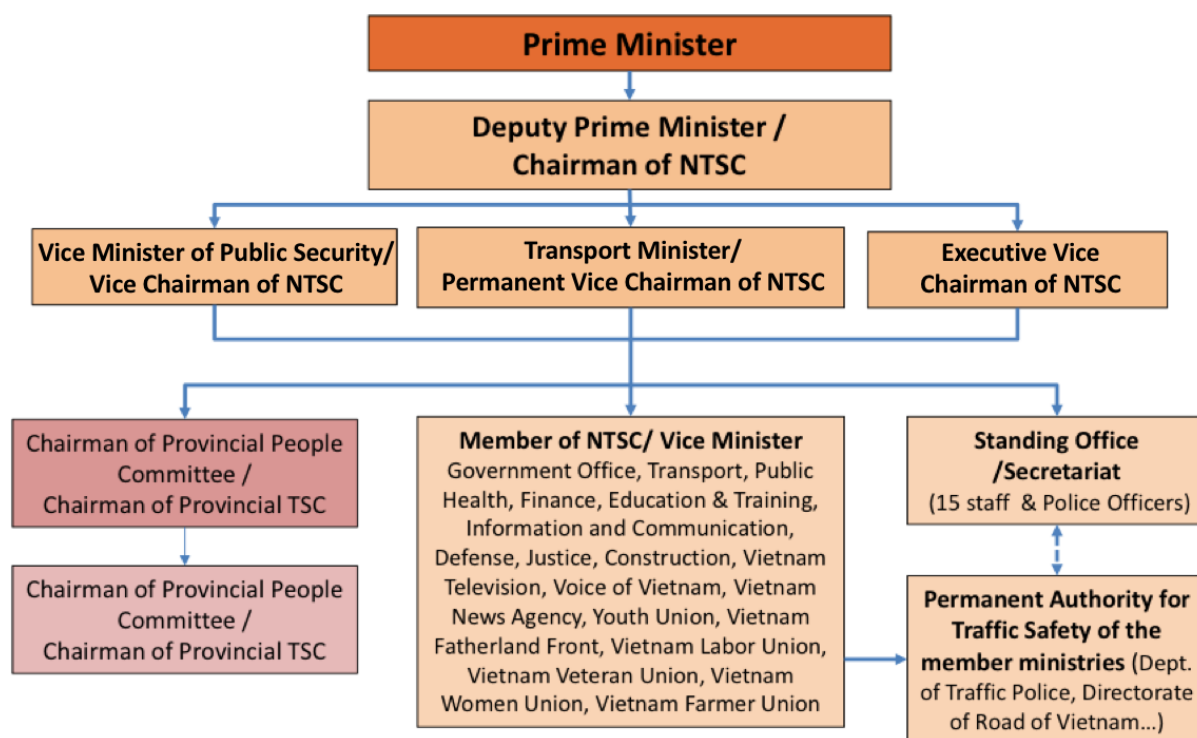 Prime Minister
Deputy Prime Minister /
Chairman of NTSC
Vice Minister of Public Security/
Vice Chairman of NTSC
Transport Minister/
Permanent Vice Chairman of NTSC
Executive Vice
Chairman of NTSC
Chairman of Provincial People
Committee /
Chairman of Provincial TSC
Chairman of Provincial People
Committee /
Chairman of Provincial TSC
Member of NTSC/ Vice Minister
Government Office, Transport, Public
Health, Finance, Education & Training,
Information and Communication,
Defense, Justice, Construction, Vietnam
Television, Voice of Vietnam, Vietnam
News Agency, Youth Union, Vietnam
Fatherland Front, Vietnam Labor Union,
Vietnam Veteran Union, Vietnam
Women Union, Vietnam Farmer Union
Standing Office
/Secretariat
(15 staff & Police Officers)
Permanent Authority for
Traffic Safety of the
member ministries (Dept.
of Traffic Police, Directorate
of Road of Vietnam...)